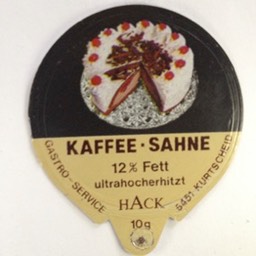 KAFFEE · SAHNE
12% Fett
ultrahocherhitzt
HACK
GASTRO-SERVICE
5451 KURTSCHEID
10g